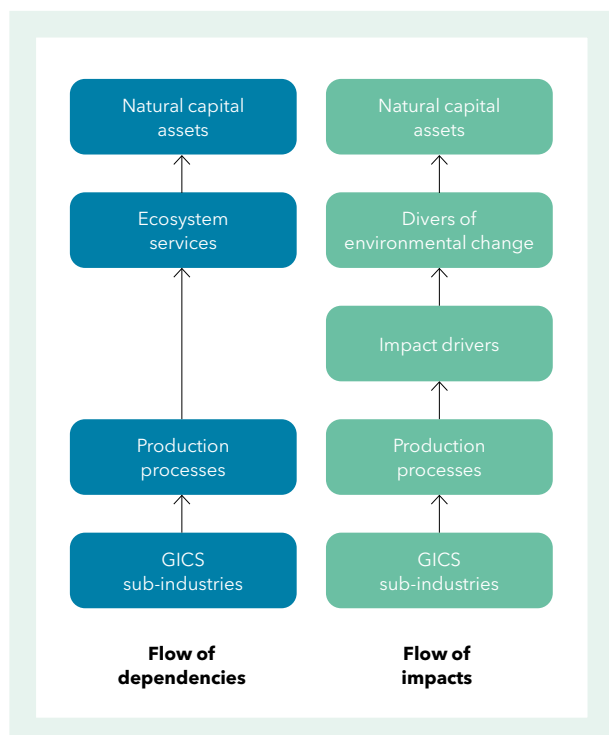 Natural capital
assets
Ecosystem
services
Production
processes
GICS
sub-industries
Flow of
dependencies
Natural capital
assets
Divers of
environmental change
Impact drivers
Production
processes
GICS
sub-industries
Flow of
impacts